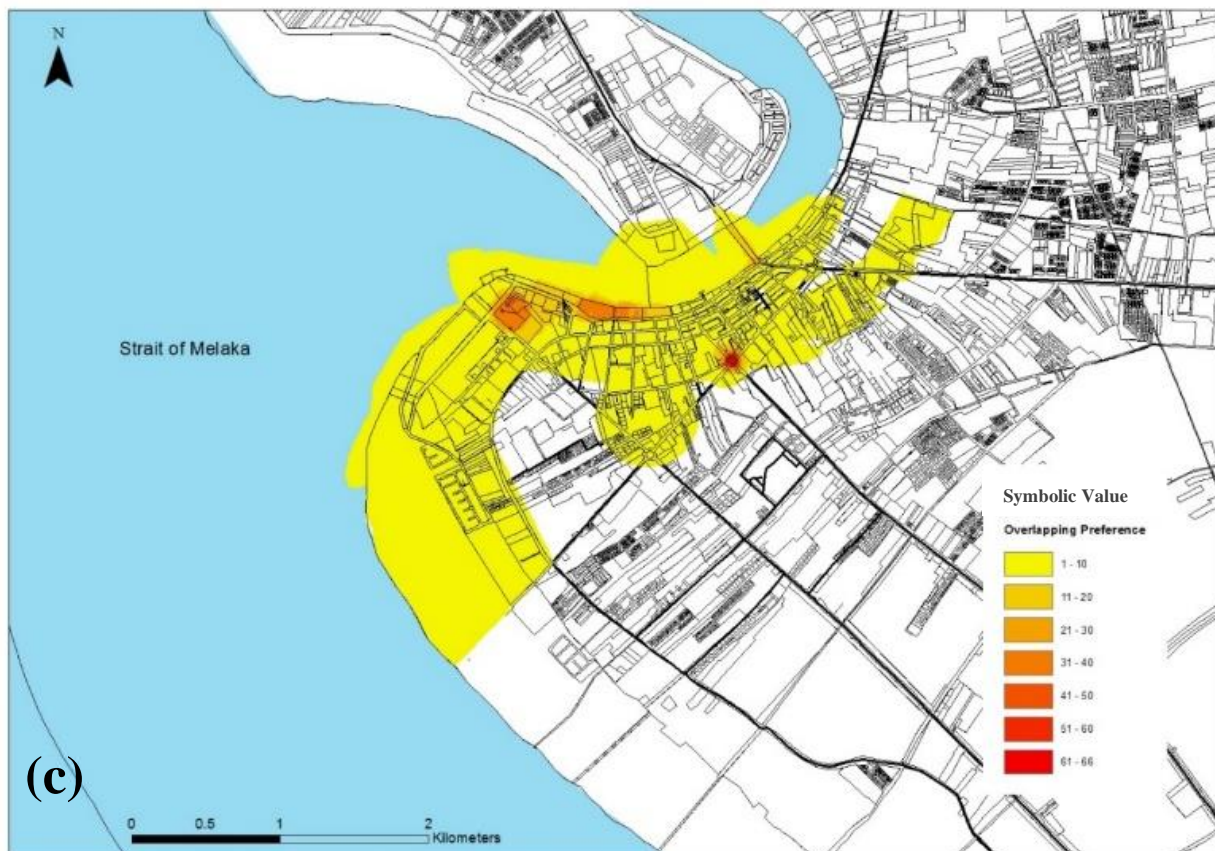 N
Strait of Melaka
Symbolic Value
Overlapping Preference
1 - 10
11 - 20
21 - 30
31 - 40
41 - 50
51 - 60
61 - 66
(c)
0 0.5 1 2
Kilometers